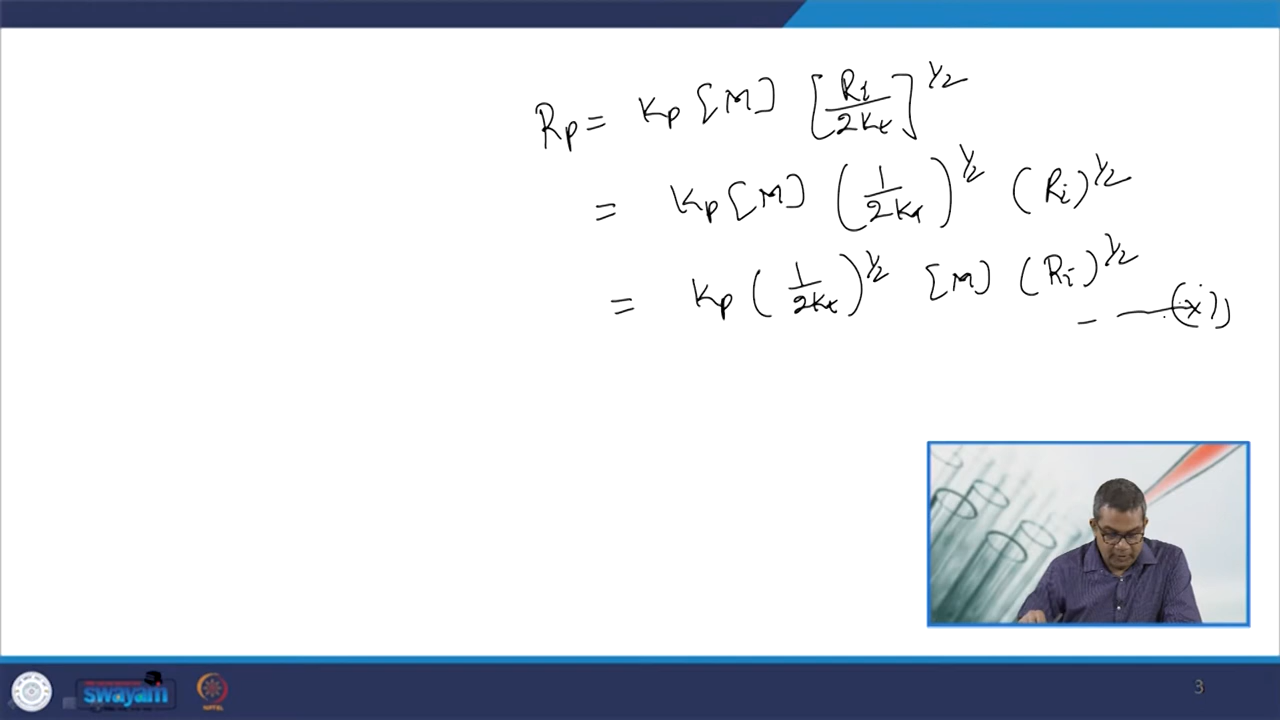 Rp = Kp [M] [Ri/2Kt]^1/2
= Kp [M] (1/2Kt)^1/2 (Ri)^1/2
= Kp (1/2Kt)^1/2 [M] (Ri)^1/2
swayam
3